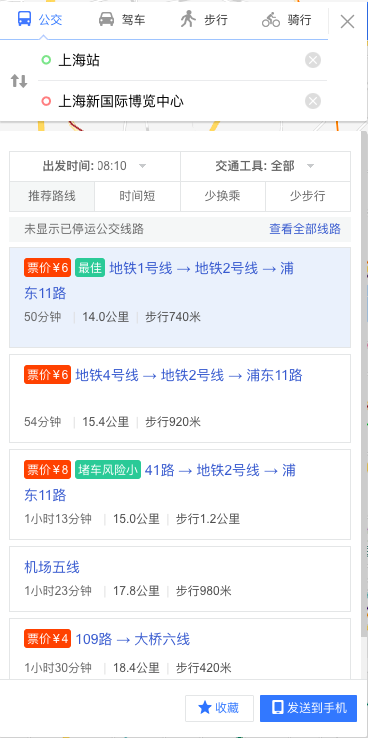 公交 驾车 步行 骑行
上海站
上海新国际博览中心
出发时间: 08:10 交通工具: 全部
推荐路线 时间短 少换乘 少步行
未显示已停运公交线路 查看全部线路
票价¥6 最佳 地铁1号线 → 地铁2号线 → 浦
东11路
50分钟 | 14.0公里 | 步行740米
票价¥6 地铁4号线 → 地铁2号线 → 浦东11路
54分钟 | 15.4公里 | 步行920米
票价¥8 堵车风险小 41路 → 地铁2号线 → 浦
东11路
1小时13分钟 | 15.0公里 | 步行1.2公里
机场五线
1小时23分钟 | 17.8公里 | 步行980米
票价¥4 109路 → 大桥六线
1小时30分钟 | 18.4公里 | 步行420米
收藏 发送到手机